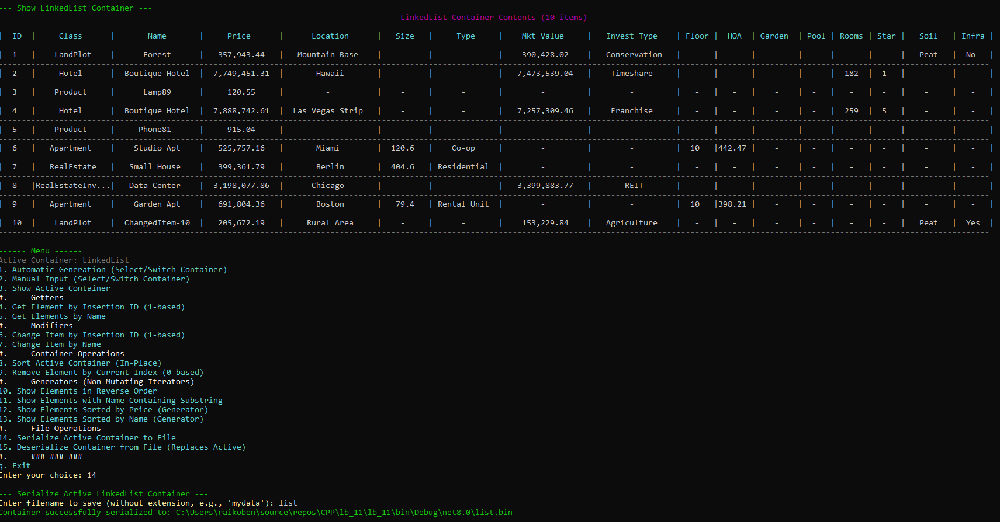 --- Show LinkedList Container ---
LinkedList Container Contents (10 items)
| ID | Class | Name | Price | Location | Size | Type | Mkt Value | Invest Type | Floor | HOA | Garden | Pool | Rooms | Star | Soil | Infra |
| 1 | LandPlot | Forest | 357,943.44 | Mountain Base | - | - | 390,428.02 | Conservation | - | - | - | - | - | - | Peat | No |
| 2 | Hotel | Boutique Hotel | 7,749,451.31 | Hawaii | - | - | 7,473,539.04 | Timeshare | - | - | - | - | 182 | 1 | - | - |
| 3 | Product | Lamp89 | 120.55 | - | - | - | - | - | - | - | - | - | - | - | - | - |
| 4 | Hotel | Boutique Hotel | 7,888,742.61 | Las Vegas Strip | - | - | 7,257,309.46 | Franchise | - | - | - | - | 259 | 5 | - | - |
| 5 | Product | Phone81 | 915.04 | - | - | - | - | - | - | - | - | - | - | - | - | - |
| 6 | Apartment | Studio Apt | 525,757.16 | Miami | 120.6 | Co-op | - | - | 10 |442.47 | - | - | - | - | - | - |
| 7 | RealEstate | Small House | 399,361.79 | Berlin | 404.6 | Residential | - | - | - | - | - | - | - | - | - | - |
| 8 |RealEstateInv...| Data Center | 3,198,077.86 | Chicago | - | - | 3,399,883.77 | REIT | - | - | - | - | - | - | - | - |
| 9 | Apartment | Garden Apt | 691,804.36 | Boston | 79.4 | Rental Unit | - | - | 10 |398.21 | - | - | - | - | - | - |
| 10 | LandPlot | ChangedItem-10 | 205,672.19 | Rural Area | - | - | 153,229.84 | Agriculture | - | - | - | - | - | - | Peat | Yes |
------ Menu ------
Active Container: LinkedList
1. Automatic Generation (Select/Switch Container)
2. Manual Input (Select/Switch Container)
3. Show Active Container
#. --- Getters ---
4. Get Element by Insertion ID (1-based)
5. Get Elements by Name
#. --- Modifiers ---
6. Change Item by Insertion ID (1-based)
7. Change Item by Name
#. --- Container Operations ---
8. Sort Active Container (In-Place)
9. Remove Element by Current Index (0-based)
#. --- Generators (Non-Mutating Iterators) ---
10. Show Elements in Reverse Order
11. Show Elements with Name Containing Substring
12. Show Elements Sorted by Price (Generator)
13. Show Elements Sorted by Name (Generator)
#. --- File Operations ---
14. Serialize Active Container to File
15. Deserialize Container from File (Replaces Active)
#. --- ### ### ### ---
q. Exit
Enter your choice: 14
--- Serialize Active LinkedList Container ---
Enter filename to save (without extension, e.g., 'mydata'): list
Container successfully serialized to: C:\Users\raikoben\source\repos\CPP\lb_11\lb_11\bin\Debug\net8.0\list.bin